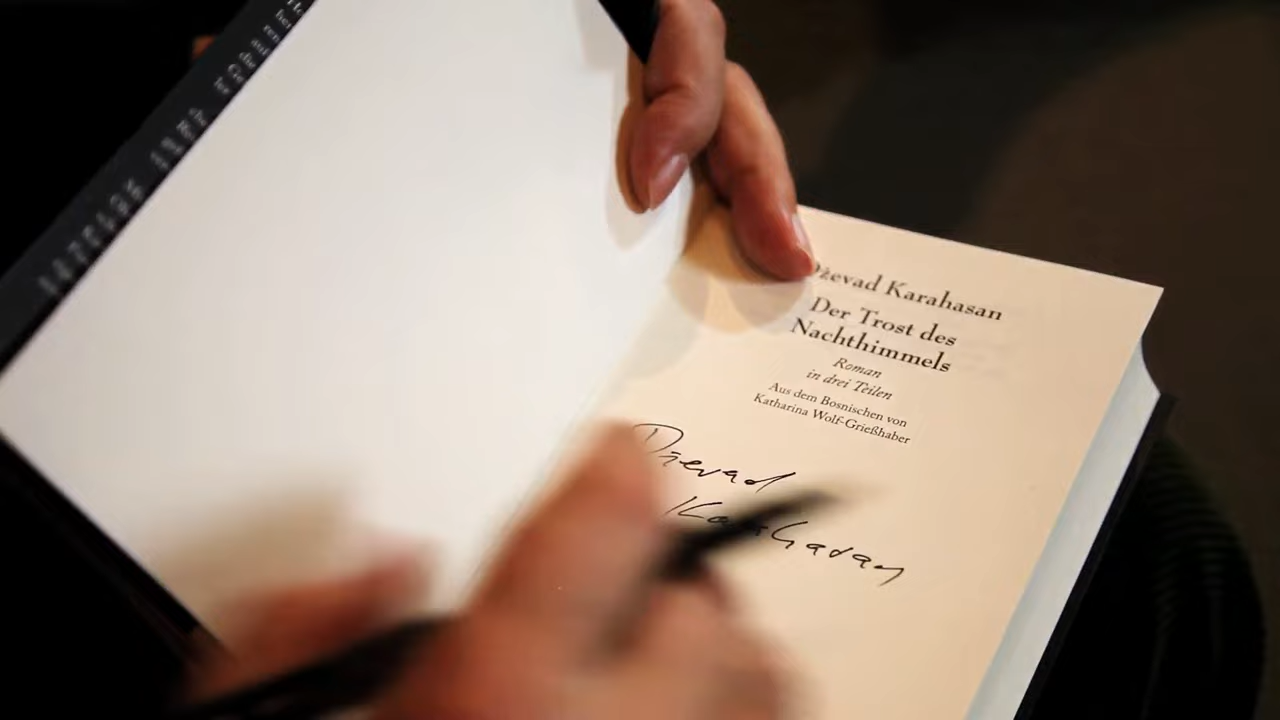 Dževad Karahasan
Der Trost des
Nachthimmels
Roman
in drei Teilen
Aus dem Bosnischen von
Katharina Wolf-Grießhaber
Dževad
Karahasan